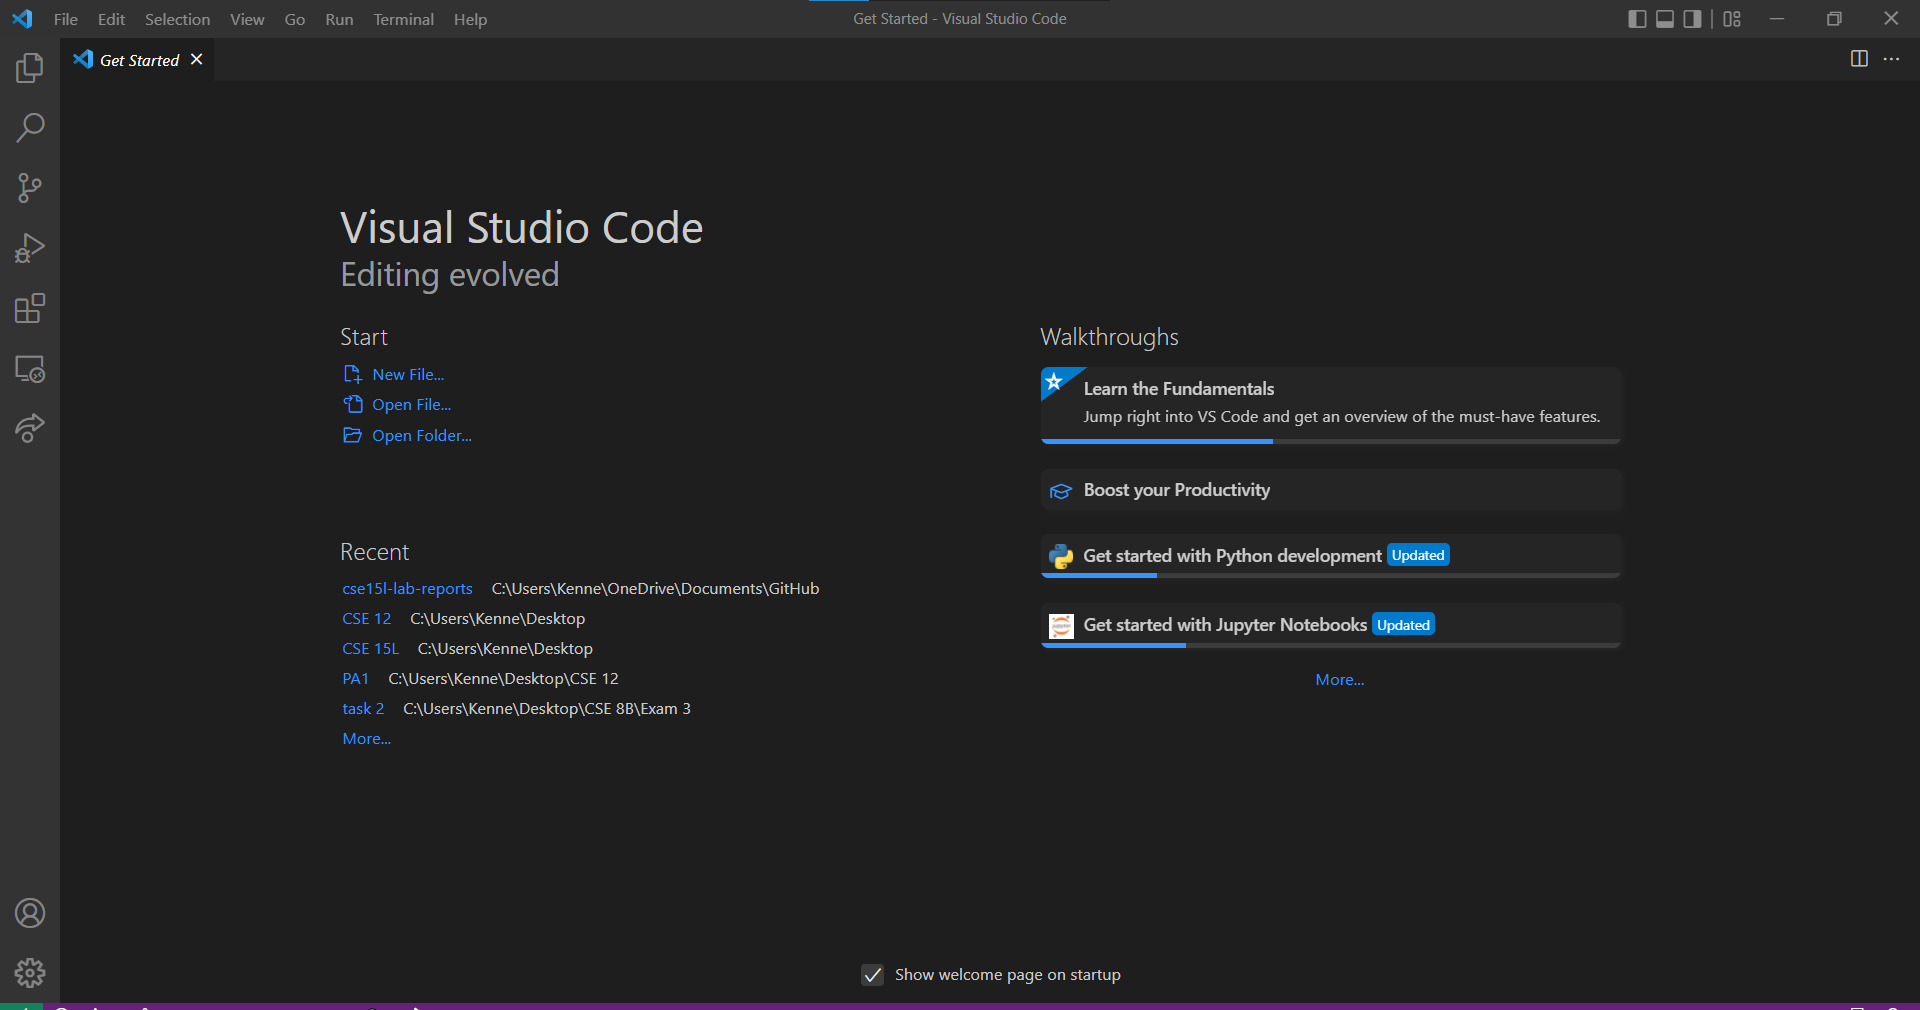 File Edit Selection View Go Run Terminal Help
Get Started - Visual Studio Code
Get Started
Visual Studio Code
Editing evolved
Start
New File...
Open File...
Open Folder...
Recent
cse15l-lab-reports C:\Users\Kenne\OneDrive\Documents\GitHub
CSE 12 C:\Users\Kenne\Desktop
CSE 15L C:\Users\Kenne\Desktop
PA1 C:\Users\Kenne\Desktop\CSE 12
task 2 C:\Users\Kenne\Desktop\CSE 8B\Exam 3
More...
Walkthroughs
Learn the Fundamentals
Jump right into VS Code and get an overview of the must-have features.
Boost your Productivity
Get started with Python development Updated
Get started with Jupyter Notebooks Updated
More...
Show welcome page on startup